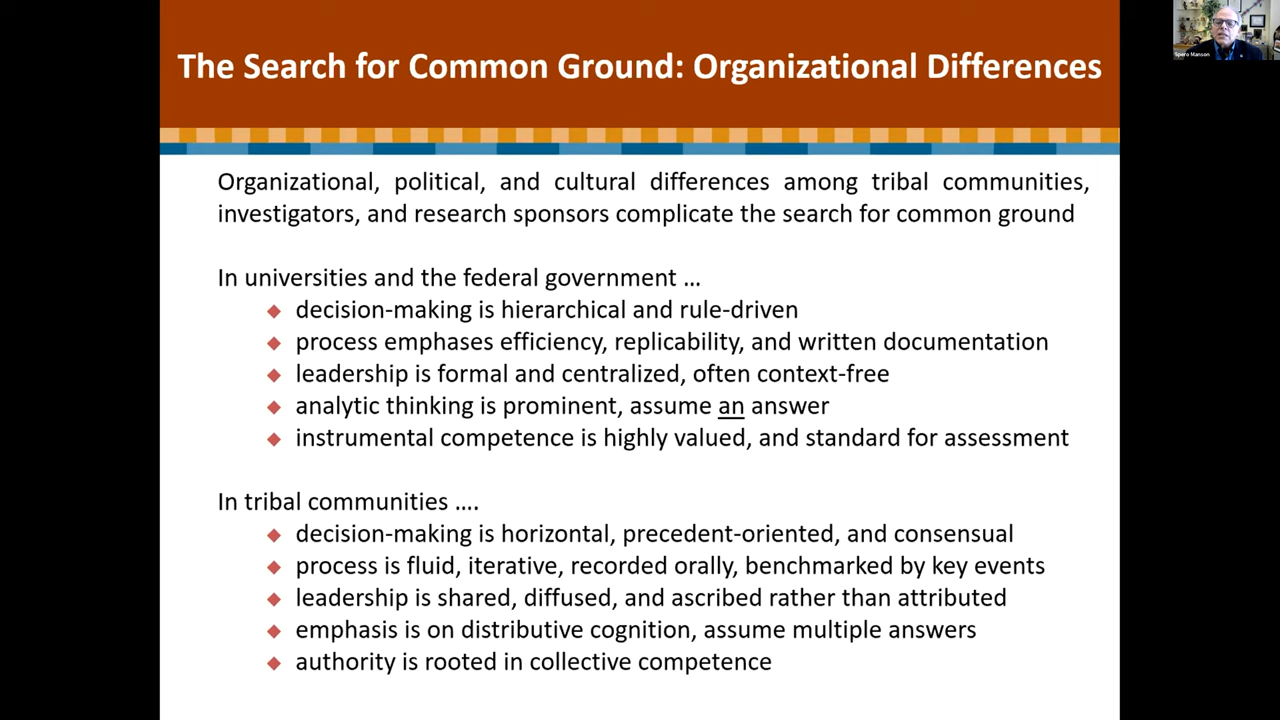 The Search for Common Ground: Organizational Differences
Spero Manson
Organizational, political, and cultural differences among tribal communities,
investigators, and research sponsors complicate the search for common ground
In universities and the federal government …
decision-making is hierarchical and rule-driven
process emphases efficiency, replicability, and written documentation
leadership is formal and centralized, often context-free
analytic thinking is prominent, assume an answer
instrumental competence is highly valued, and standard for assessment
In tribal communities ….
decision-making is horizontal, precedent-oriented, and consensual
process is fluid, iterative, recorded orally, benchmarked by key events
leadership is shared, diffused, and ascribed rather than attributed
emphasis is on distributive cognition, assume multiple answers
authority is rooted in collective competence